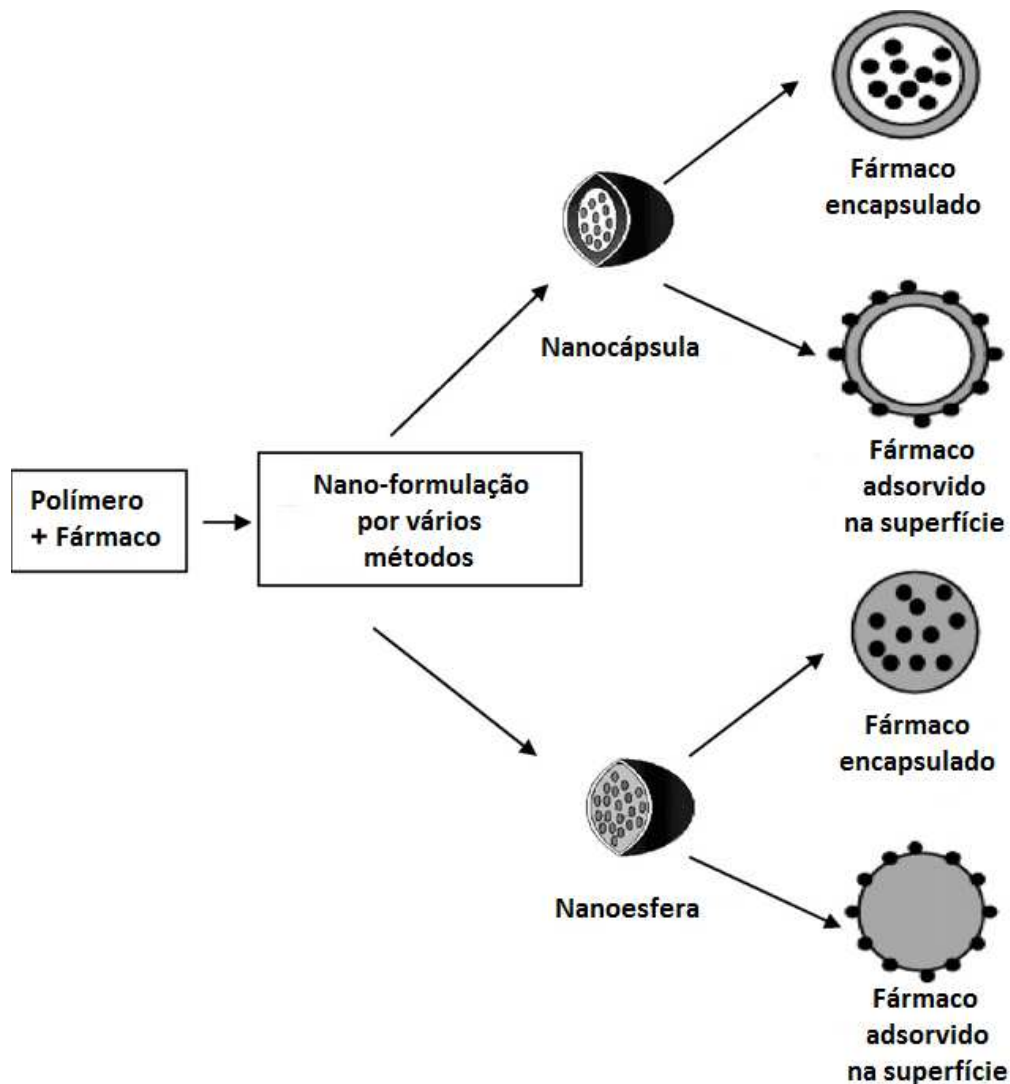 Fármaco
encapsulado
Nanocápsula
Fármaco
adsorvido
na superfície
Polímero
+ Fármaco
Nano-formulação
por vários
métodos
Fármaco
encapsulado
Nanoesfera
Fármaco
adsorvido
na superfície